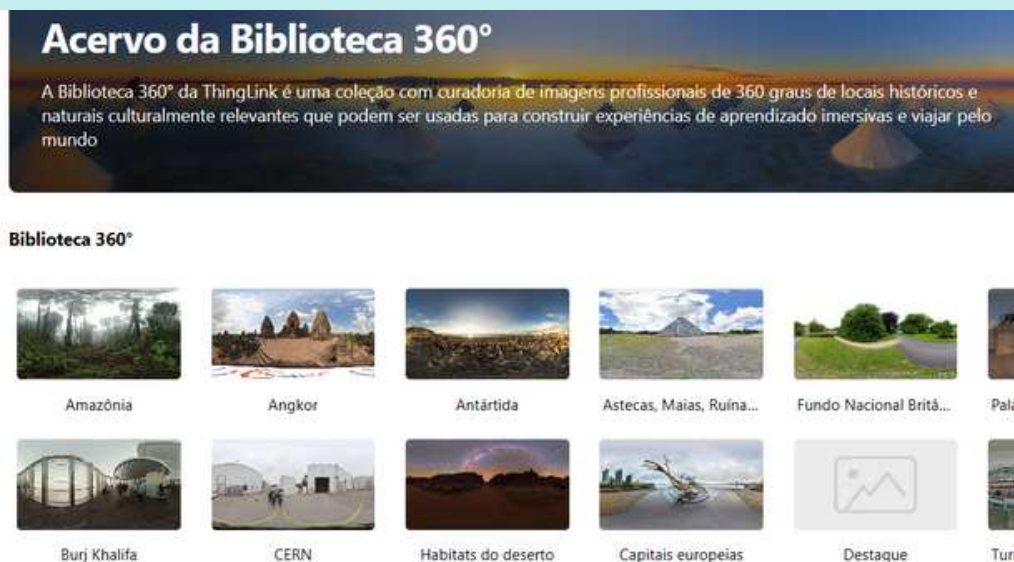 Acervo da Biblioteca 360°
A Biblioteca 360° da ThingLink é uma coleção com curadoria de imagens profissionais de 360 graus de locais históricos e
naturais culturalmente relevantes que podem ser usadas para construir experiências de aprendizado imersivas e viajar pelo
mundo
Biblioteca 360°
Amazônia Angkor Antártida Astecas, Maias, Ruína... Fundo Nacional Britâ... Pala
Burj Khalifa CERN Habitats do deserto Capitais europeias Destaque Turi